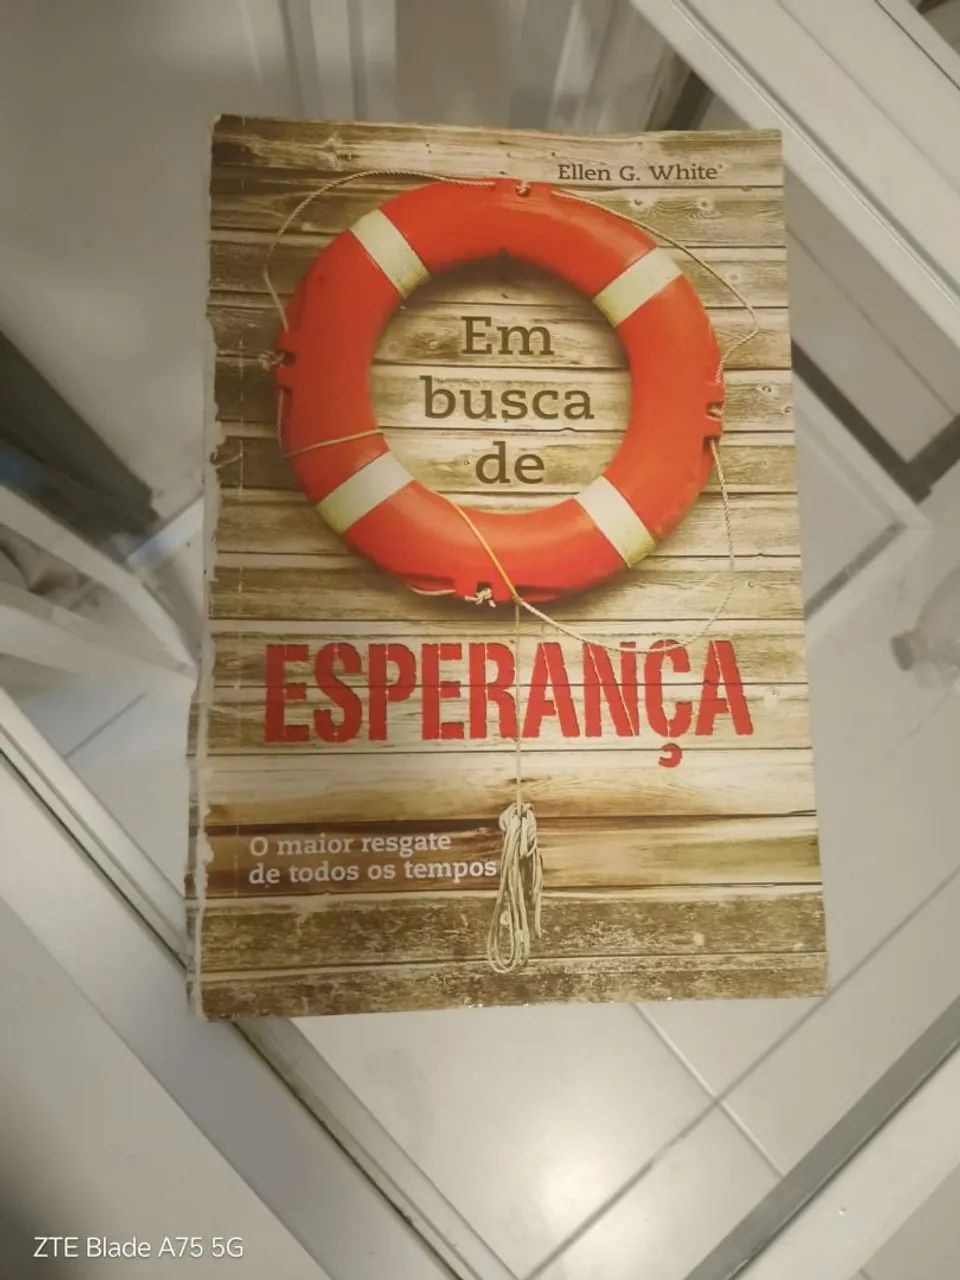 Ellen G. White
Em
busca
de
ESPERANÇA
O maior resgate
de todos os tempos
ZTE Blade A75 5G